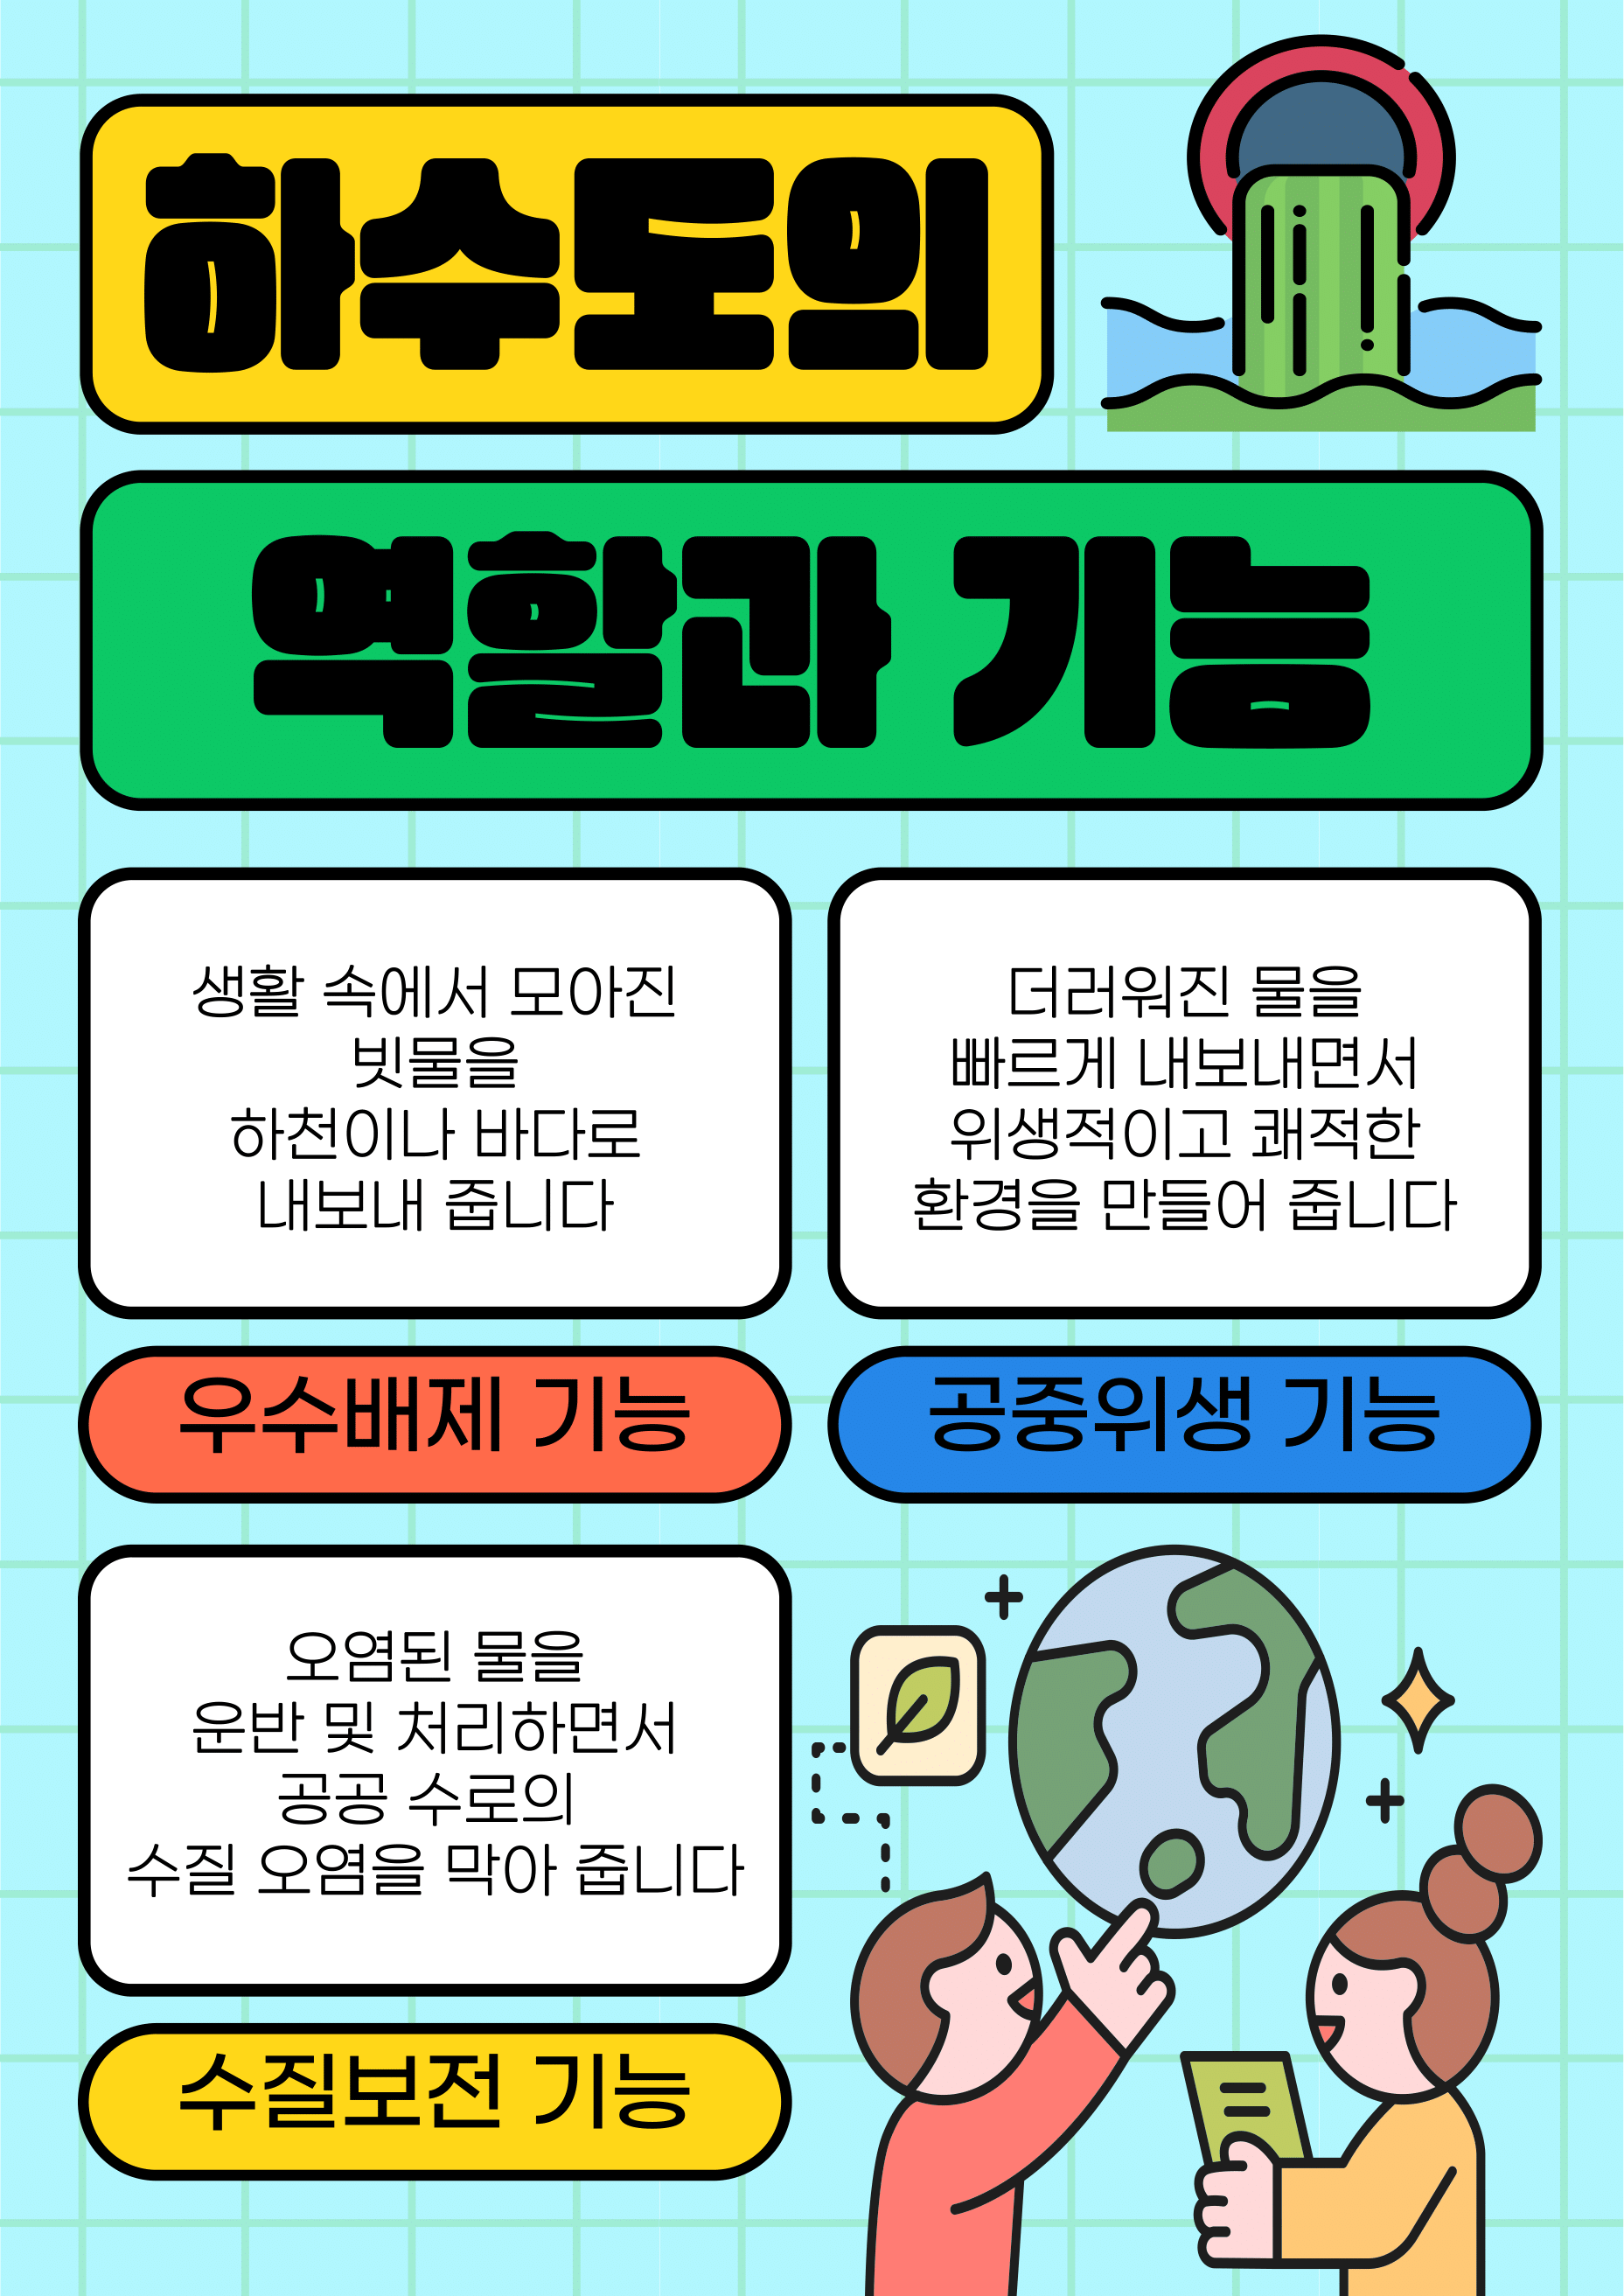 하수도의
역할과 기능
생활 속에서 모아진
빗물을
하천이나 바다로
내보내 줍니다
우수배제 기능
더러워진 물을
빠르게 내보내면서
위생적이고 쾌적한
환경을 만들어 줍니다
공중위생 기능
오염된 물을
운반 및 처리하면서
공공 수로의
수질 오염을 막아 줍니다
수질보전 기능